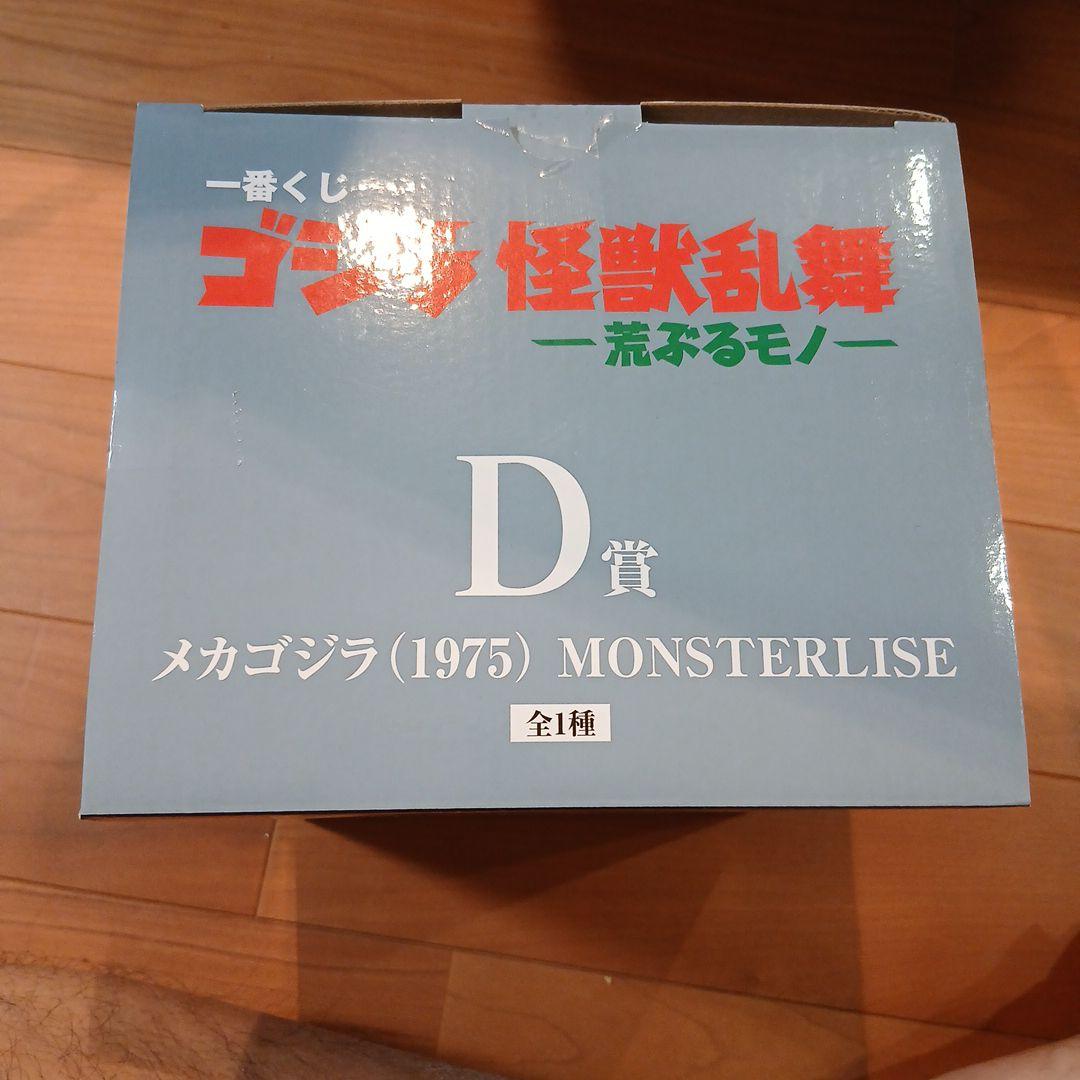 一番くじ
ゴジラ 怪獣乱舞
―荒ぶるモノ―
D賞
メカゴジラ(1975) MONSTERLISE
全1種